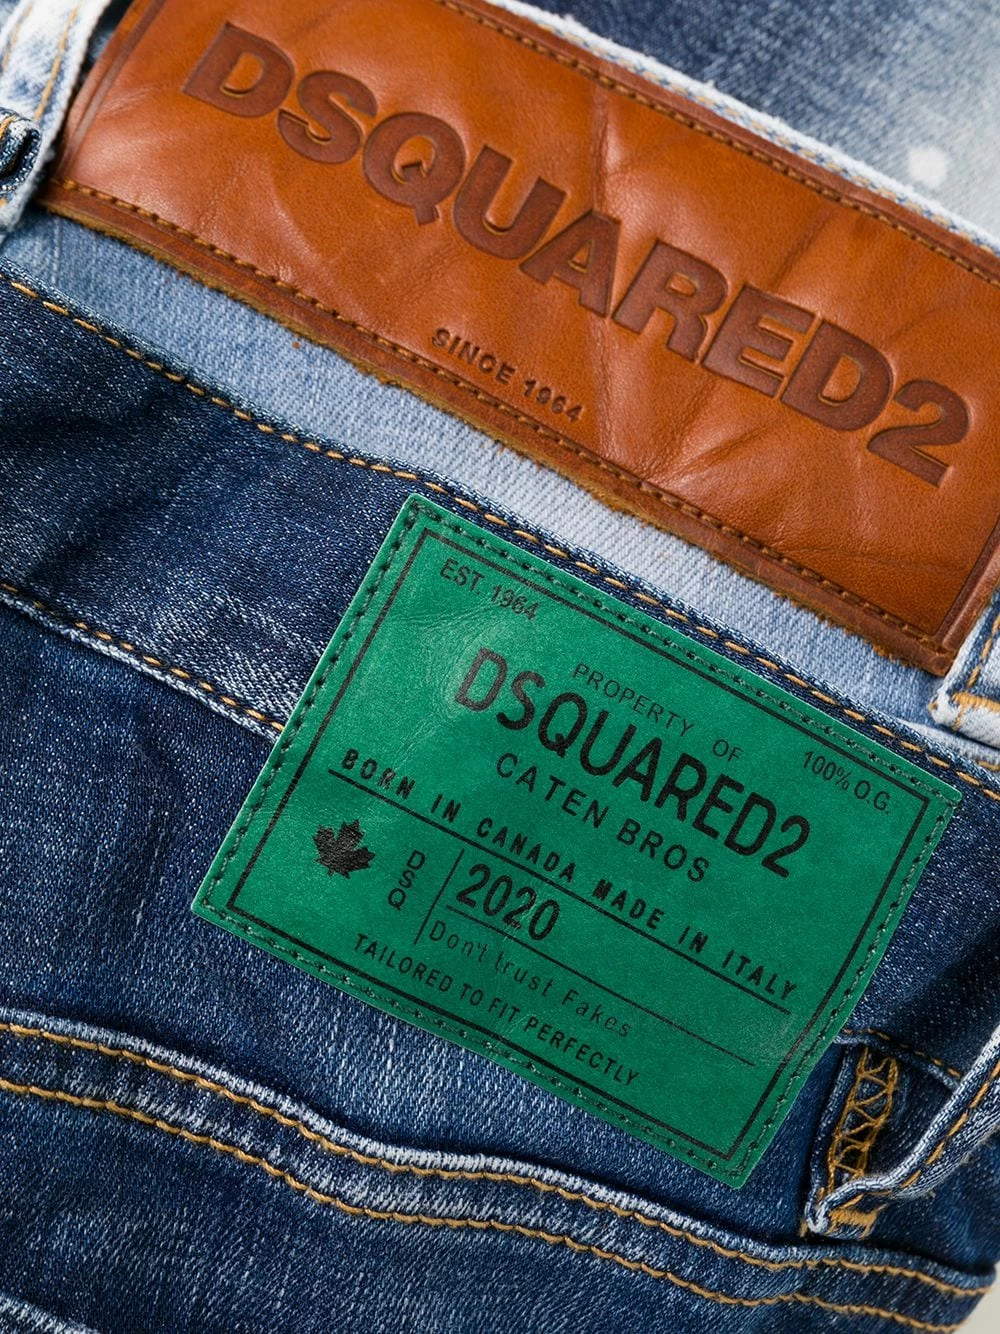 DSQUARED2
SINCE 1964
EST. 1964
PROPERTY OF
100% O.G.
DSQUARED2
CATEN BROS
BORN IN CANADA MADE IN ITALY
DSQ
2020
Don't trust Fakes
TAILORED TO FIT PERFECTLY